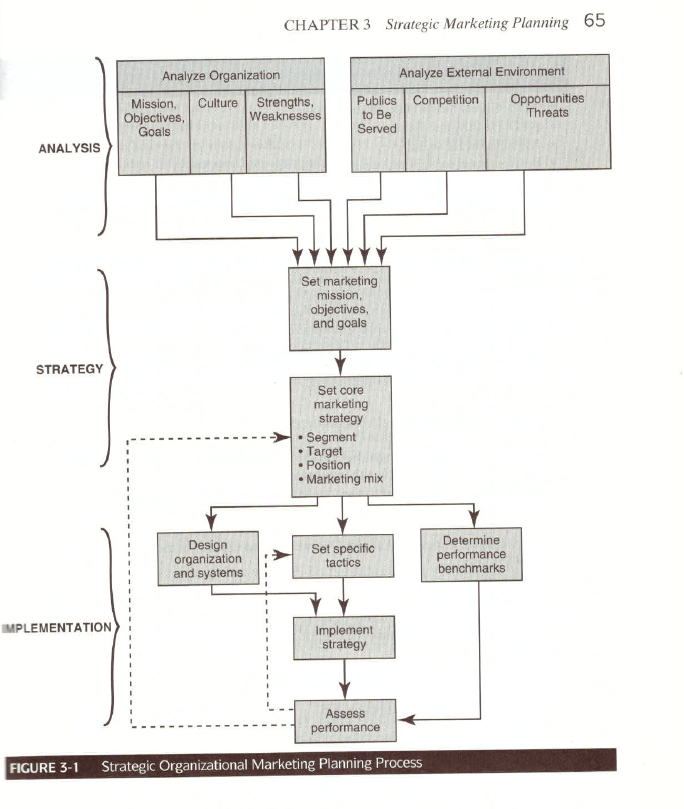 CHAPTER 3 Strategic Marketing Planning 65
Analyze Organization
Mission,
Objectives,
Goals
Culture
Strengths,
Weaknesses
Analyze External Environment
Publics
to Be
Served
Competition
Opportunities
Threats
ANALYSIS
Set marketing
mission,
objectives,
and goals
STRATEGY
Set core
marketing
strategy
• Segment
• Target
• Position
• Marketing mix
Design
organization
and systems
Set specific
tactics
Determine
performance
benchmarks
IMPLEMENTATION
Implement
strategy
Assess
performance
FIGURE 3-1 Strategic Organizational Marketing Planning Process